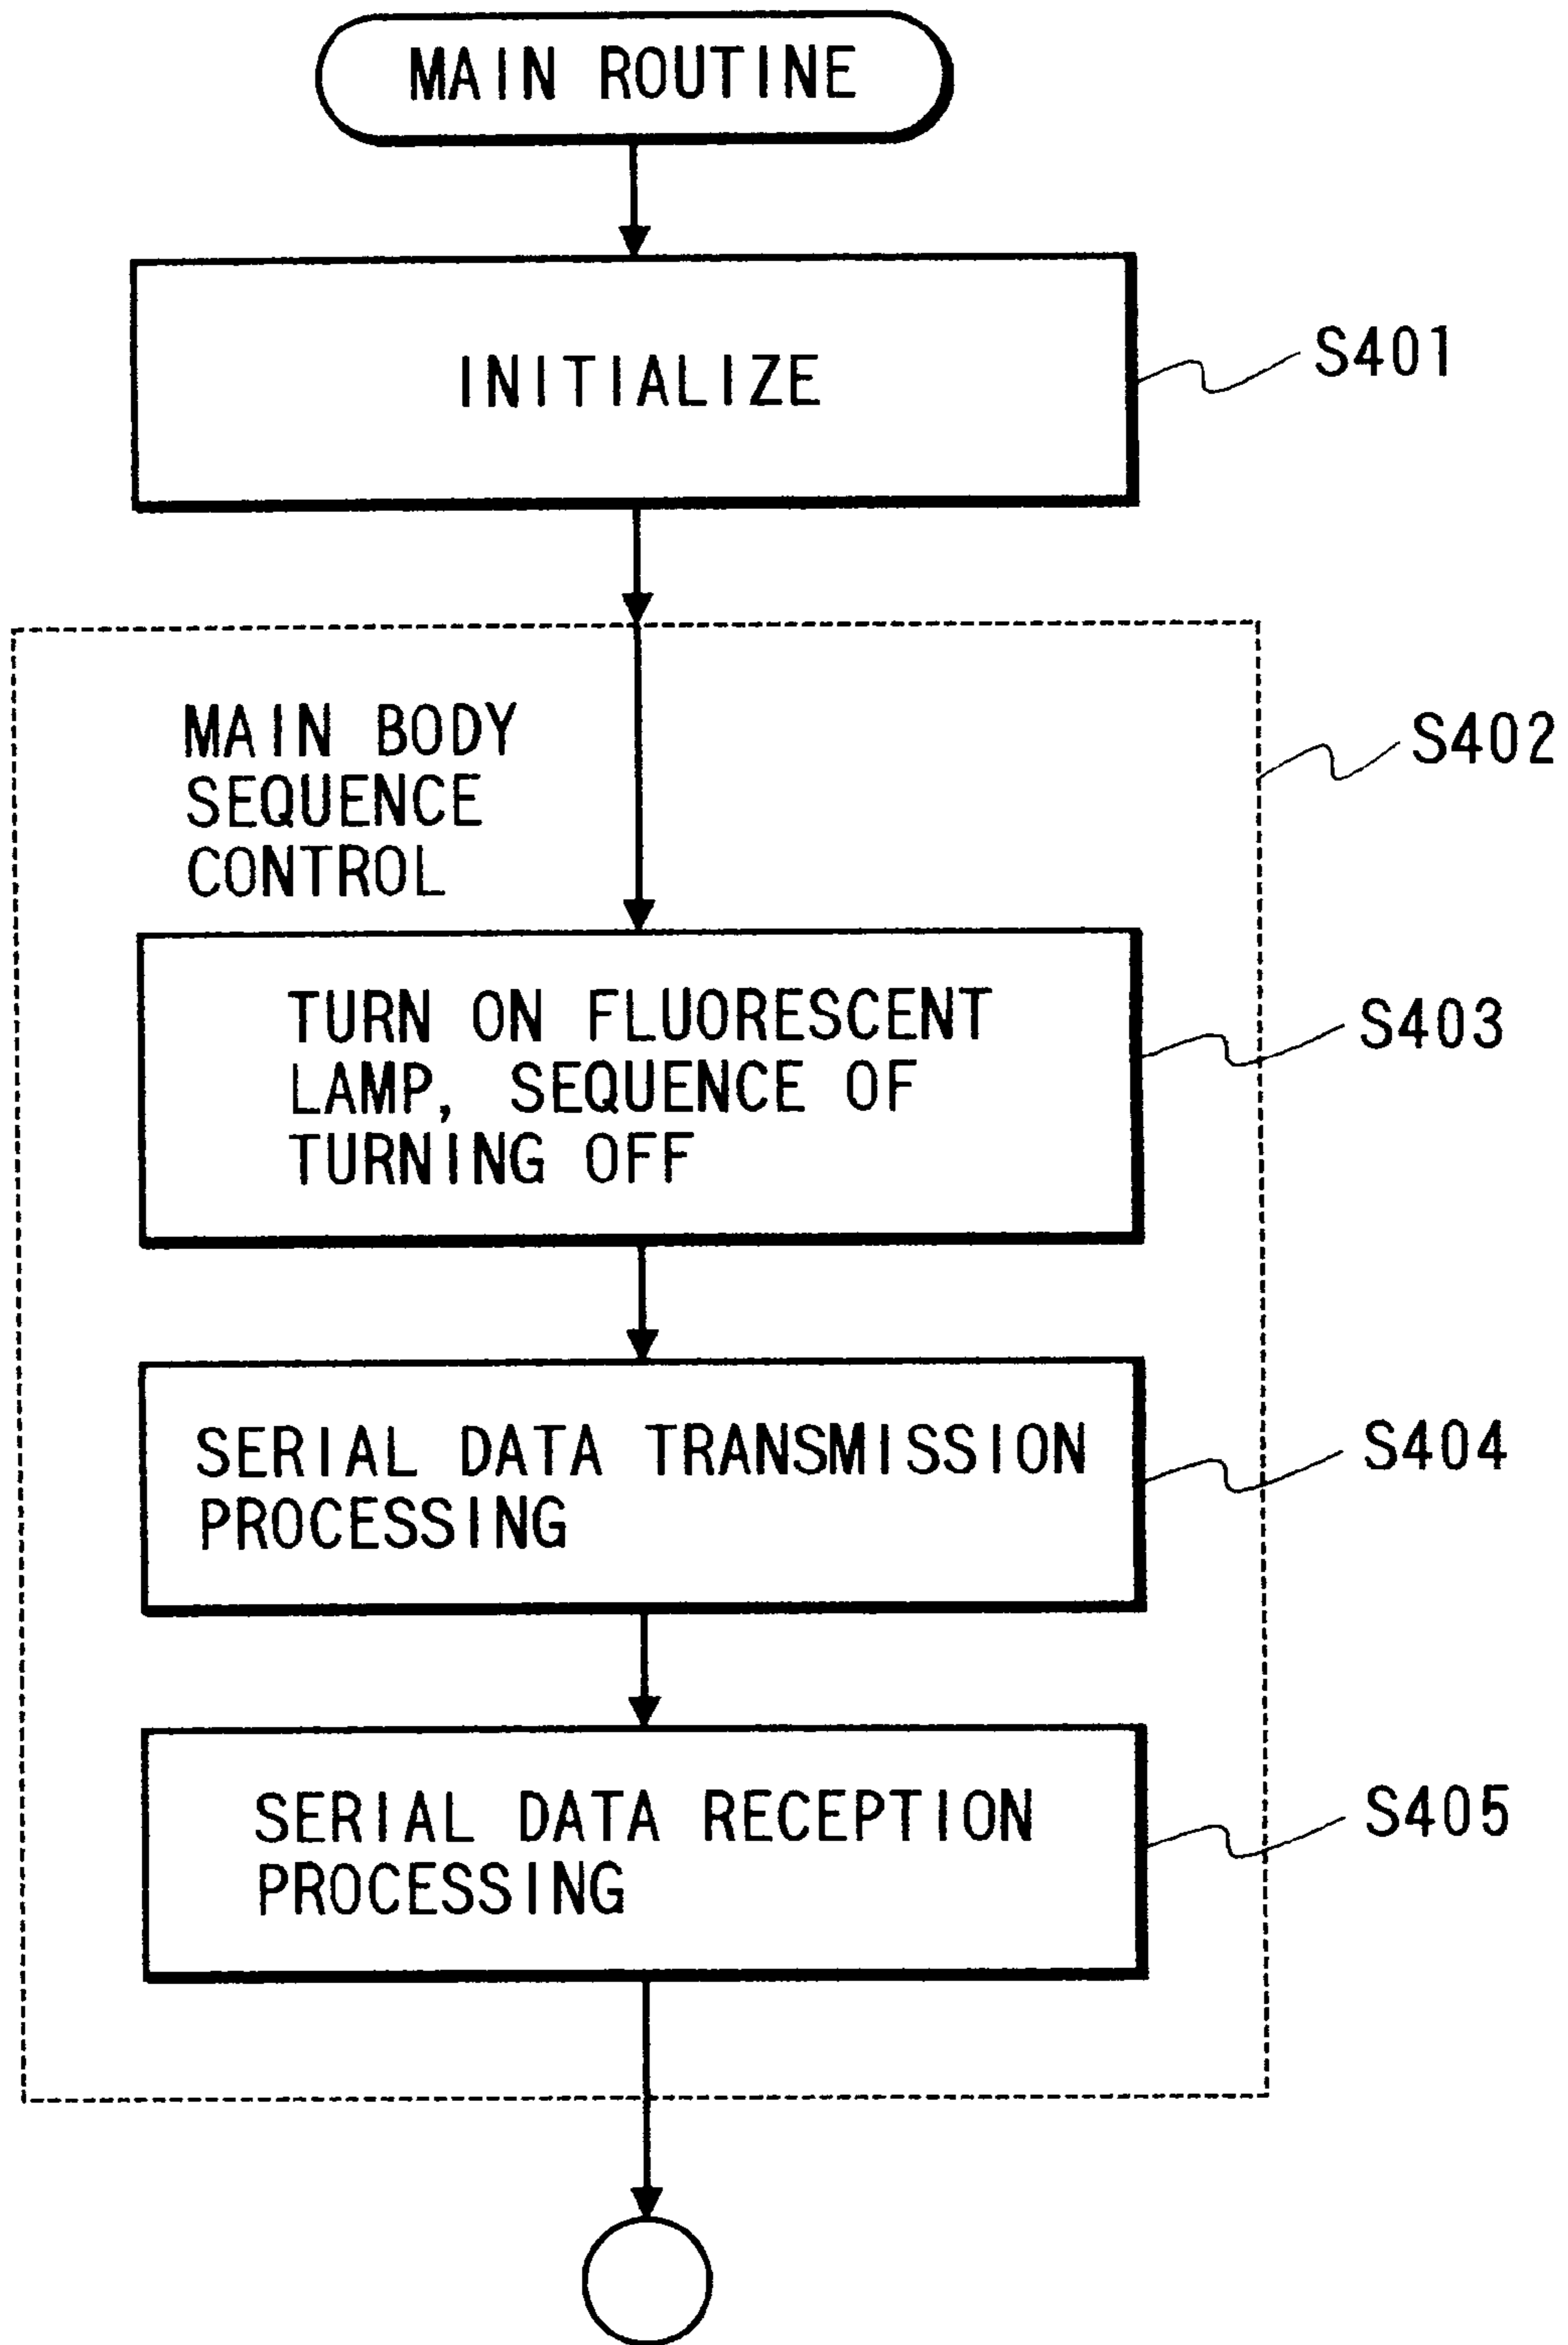 MAIN ROUTINE
INITIALIZE
S401
MAIN BODY
SEQUENCE
CONTROL
S402
TURN ON FLUORESCENT
LAMP, SEQUENCE OF
TURNING OFF
S403
SERIAL DATA TRANSMISSION
PROCESSING
S404
SERIAL DATA RECEPTION
PROCESSING
S405